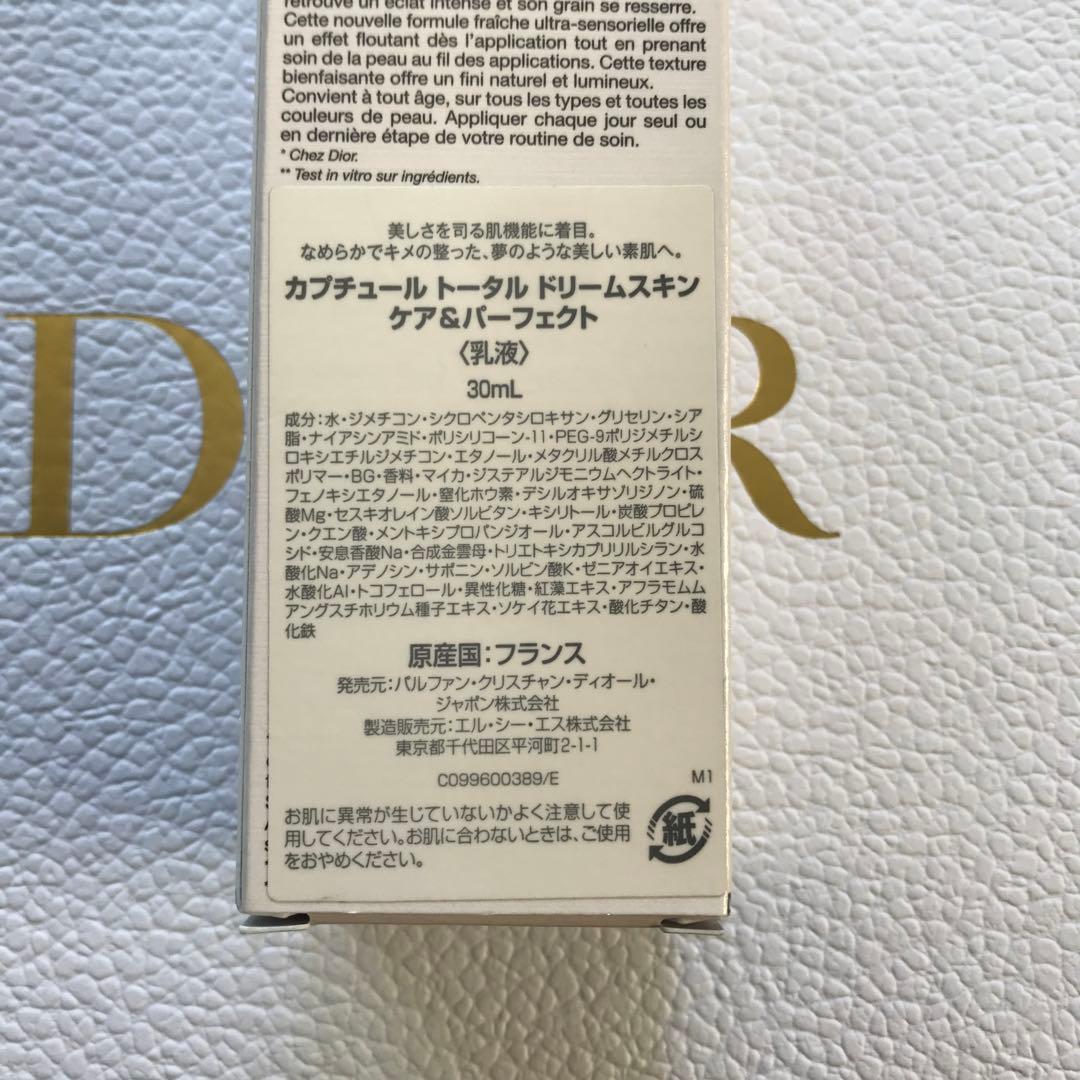 retrouve un éclat intense et son grain se resserre.
Cette nouvelle formule fraîche ultra-sensorielle offre
un effet floutant dès l'application tout en prenant
soin de la peau au fil des applications. Cette texture
bienfaisante offre un fini naturel et lumineux.
Convient à tout âge, sur tous les types et toutes les
couleurs de peau. Appliquer chaque jour seul ou
en dernière étape de votre routine de soin.
* Chez Dior.
** Test in vitro sur ingrédients.
美しさを司る肌機能に着目。
なめらかでキメの整った、夢のような美しい素肌へ。
カプチュール トータル ドリームスキン
ケア&パーフェクト
〈乳液〉
30mL
成分:水・ジメチコン・シクロペンタシロキサン・グリセリン・シア
脂・ナイアシンアミド・ポリシリコーン-11・PEG-9ポリジメチルシ
ロキシエチルジメチコン・エタノール・メタクリル酸メチルクロス
ポリマー・BG・香料・マイカ・ジステアルジモニウムヘクトライト・
フェノキシエタノール・窒化ホウ素・デシルオキサゾリジノン・硫
酸Mg・セスキオレイン酸ソルビタン・キシリトール・炭酸プロピレ
ン・クエン酸・メントキシプロパンジオール・アスコルビルグルコ
シド・安息香酸Na・合成金雲母・トリエトキシカプリリルシラン・水
酸化Na・アデノシン・サポニン・ソルビン酸K・ゼニアオイエキス・
水酸化Al・トコフェロール・異性化糖・紅藻エキス・アフラモムム
アングスチホリウム種子エキス・ソケイ花エキス・酸化チタン・酸
化鉄
原産国:フランス
発売元:パルファン・クリスチャン・ディオール・
ジャポン株式会社
製造販売元:エル・シー・エス株式会社
東京都千代田区平河町2-1-1
C099600389/E M1
お肌に異常が生じていないかよく注意して使
用してください。お肌に合わないときは、ご使用
をおやめください。
紙
D R